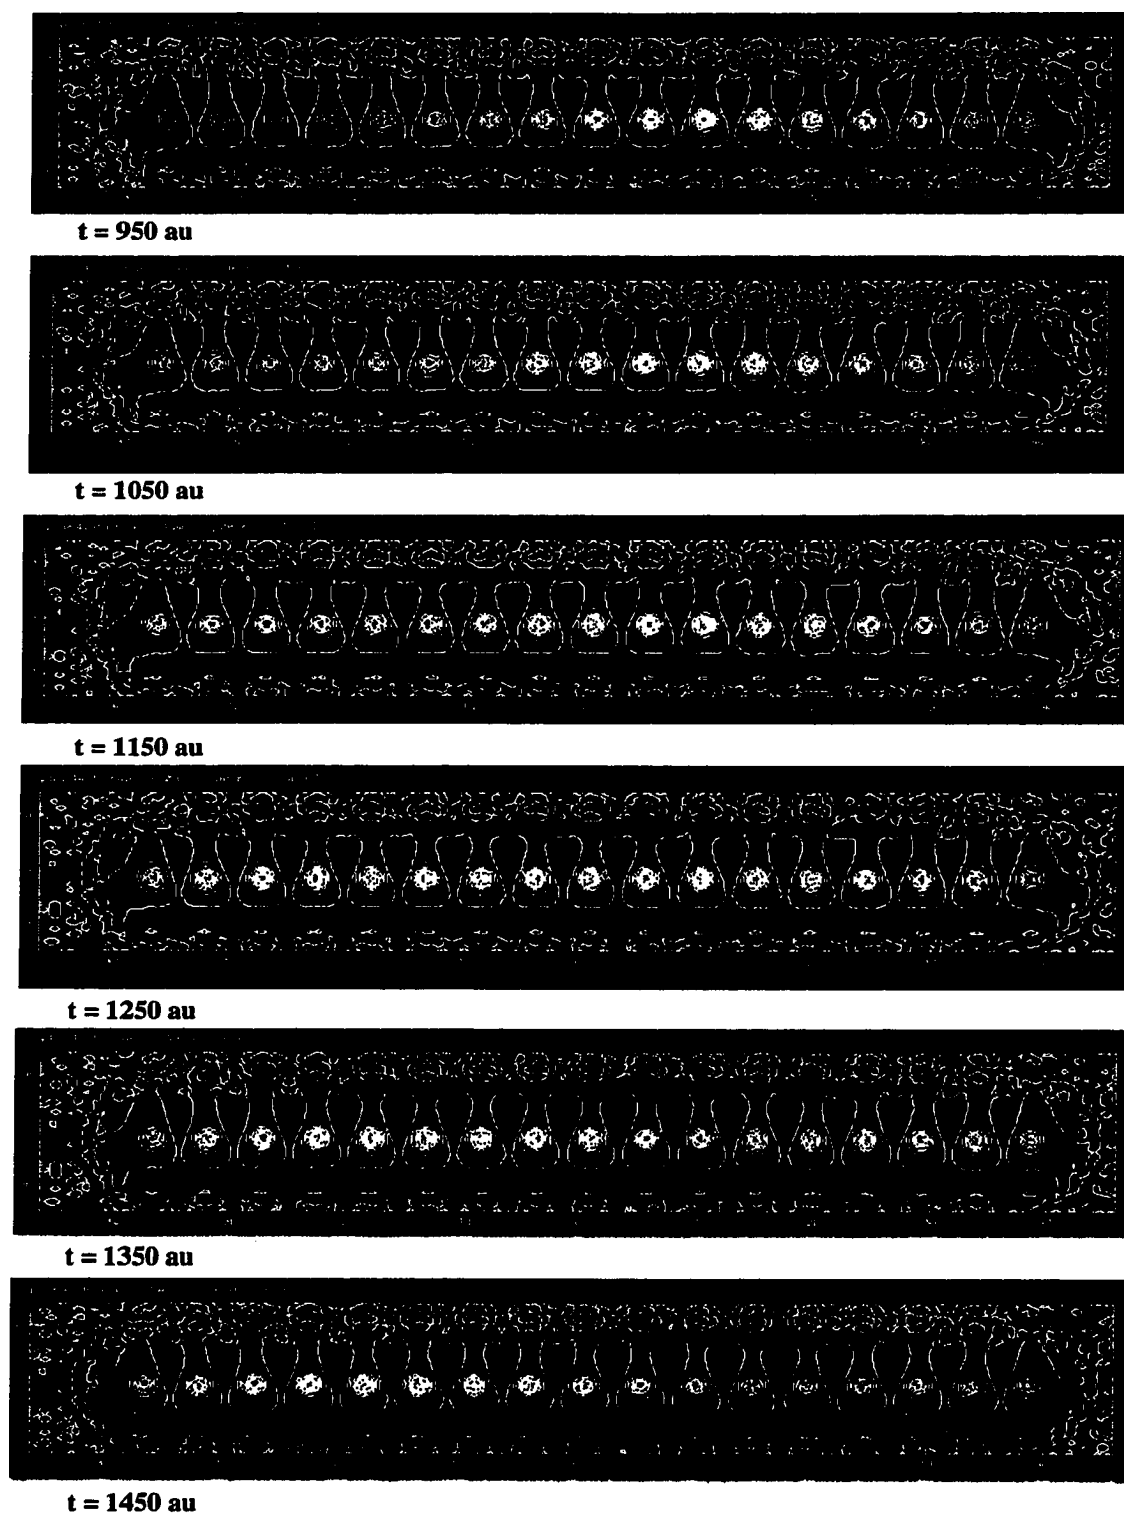 t = 950 au
t = 1050 au
t = 1150 au
t = 1250 au
t = 1350 au
t = 1450 au